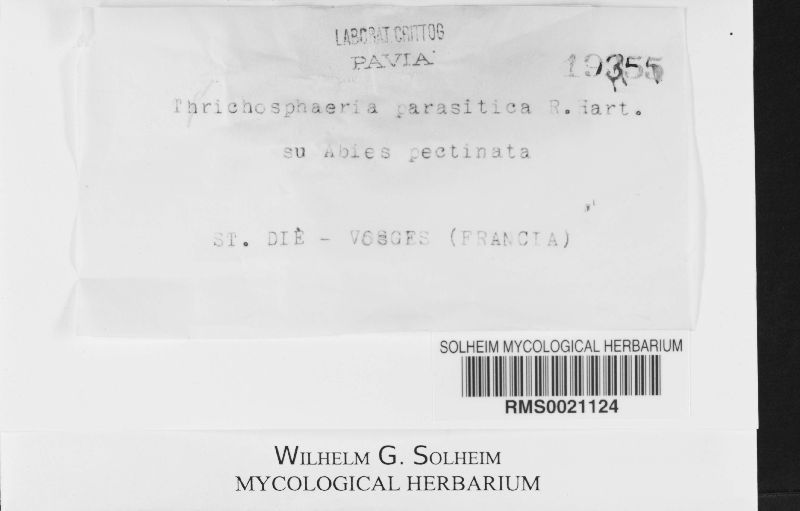 LABORAT. CRITTOG
PAVIA
19355
Thrichosphaeria parasitica R. Hart.
su Abies pectinata
ST. DIÈ - VOSGES (FRANCIA)
SOLHEIM MYCOLOGICAL HERBARIUM
RMS0021124
WILHELM G. SOLHEIM
MYCOLOGICAL HERBARIUM